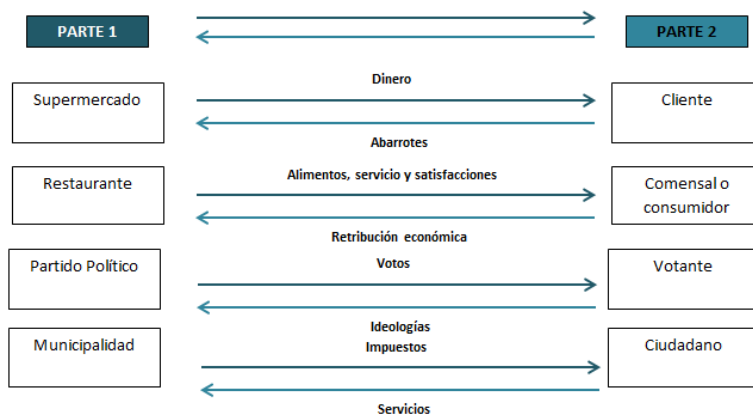 PARTE 1
PARTE 2
Dinero
Supermercado
Cliente
Abarrotes
Restaurante
Alimentos, servicio y satisfacciones
Comensal o
consumidor
Retribución económica
Partido Político
Votos
Votante
Ideologías
Municipalidad
Impuestos
Ciudadano
Servicios